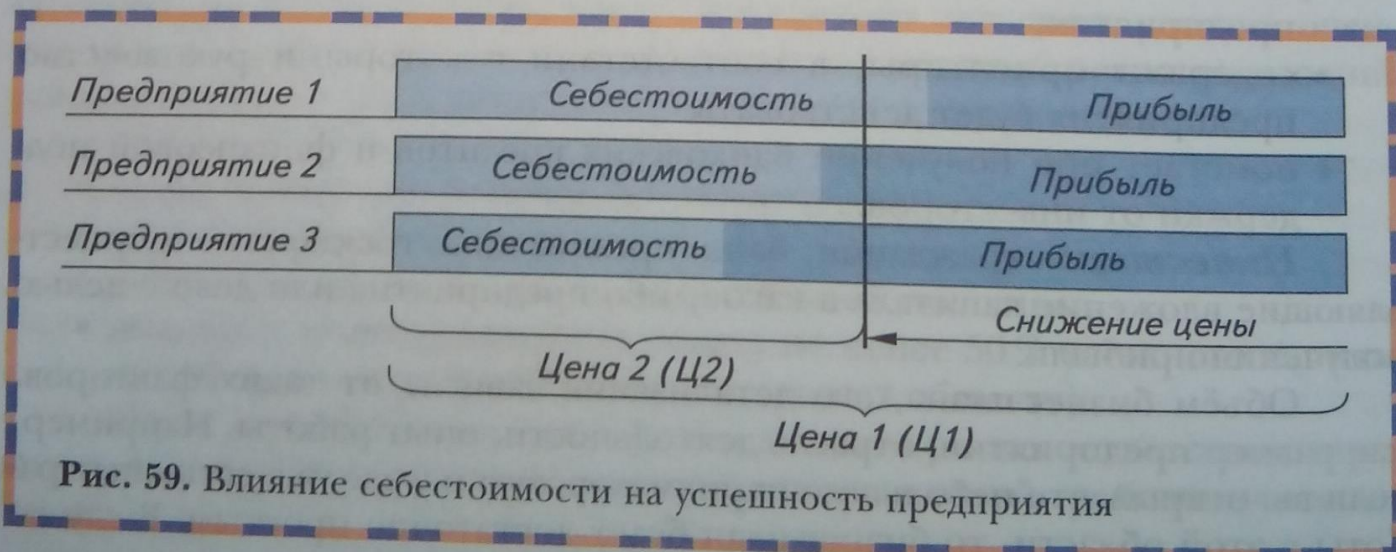 Предприятие 1 Себестоимость Прибыль
Предприятие 2 Себестоимость Прибыль
Предприятие 3 Себестоимость Прибыль
Снижение цены
Цена 2 (Ц2)
Цена 1 (Ц1)
Рис. 59. Влияние себестоимости на успешность предприятия